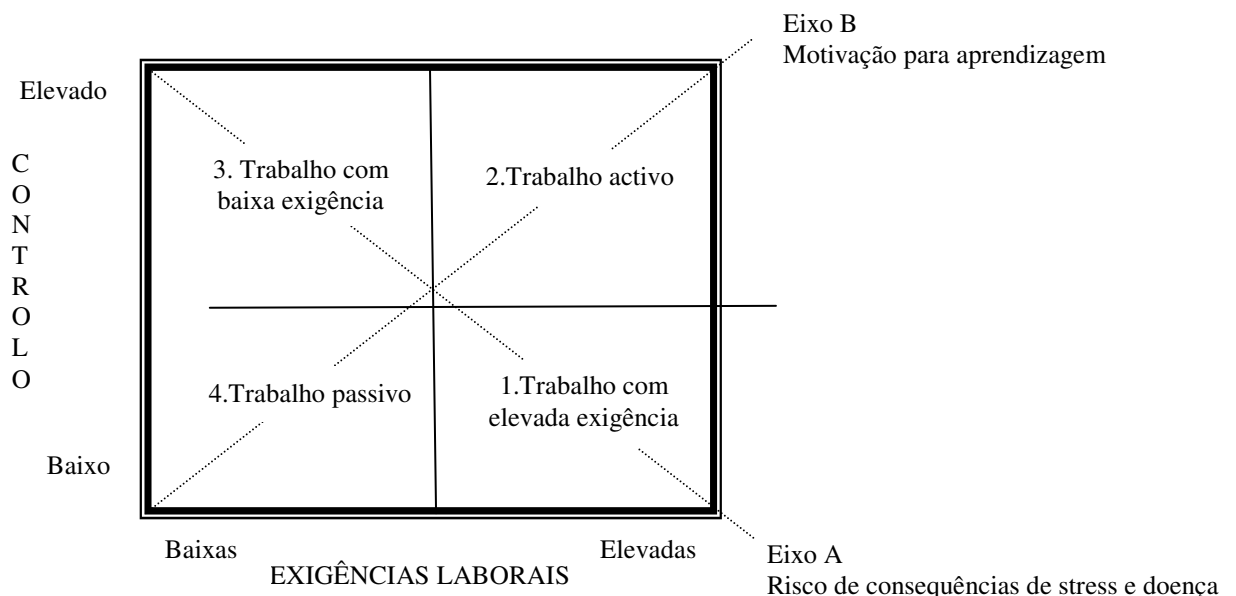 Eixo B
Motivação para aprendizagem
Elevado
CONTROLO
3. Trabalho com
baixa exigência
2.Trabalho activo
4.Trabalho passivo
1.Trabalho com
elevada exigência
Baixo
Baixas
Elevadas
EXIGÊNCIAS LABORAIS
Eixo A
Risco de consequências de stress e doença